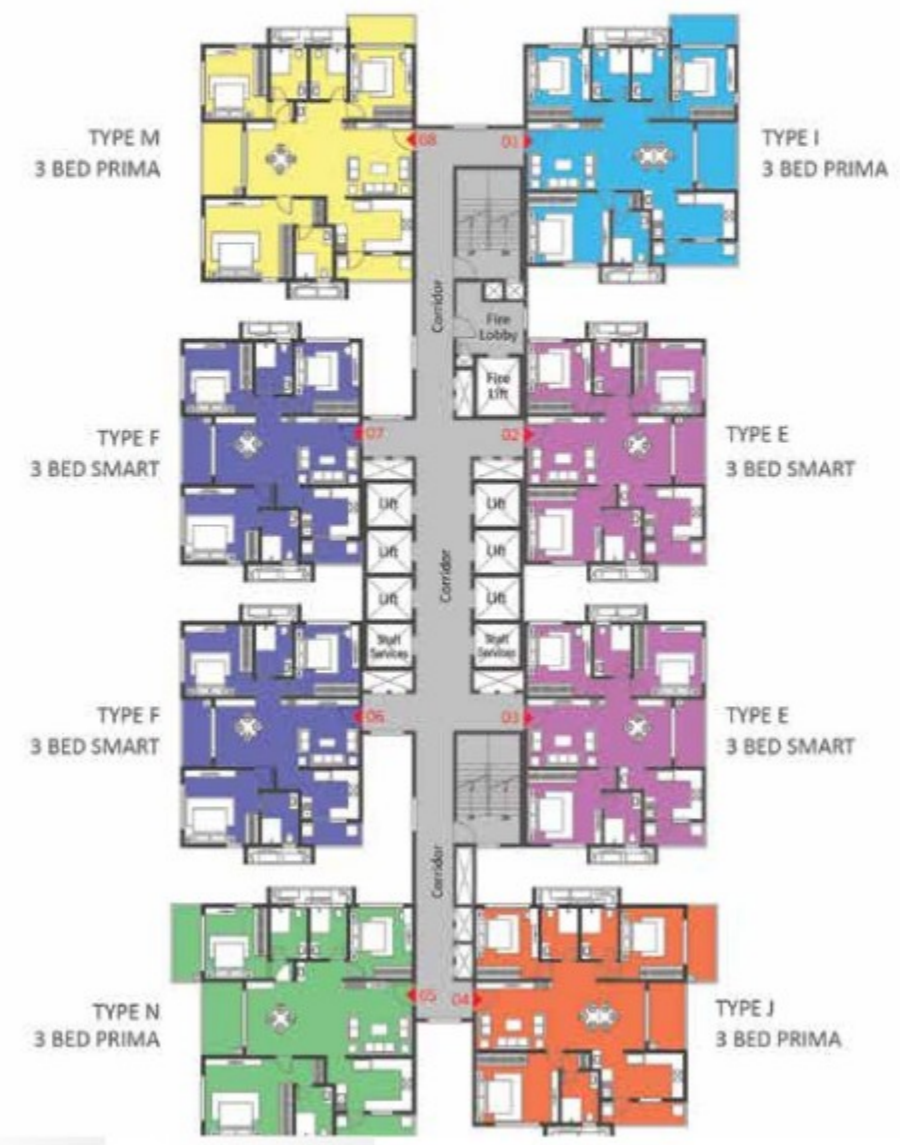 TYPE M
3 BED PRIMA
08
01
TYPE I
3 BED PRIMA
Corridor
Fire
Lobby
Fire
Lift
TYPE F
3 BED SMART
07
02
TYPE E
3 BED SMART
Lift
Lift
Lift
Lift
Corridor
Lift
Lift
Shaft
Services
Shaft
Services
TYPE F
3 BED SMART
06
03
TYPE E
3 BED SMART
Corridor
TYPE N
3 BED PRIMA
05
04
TYPE J
3 BED PRIMA